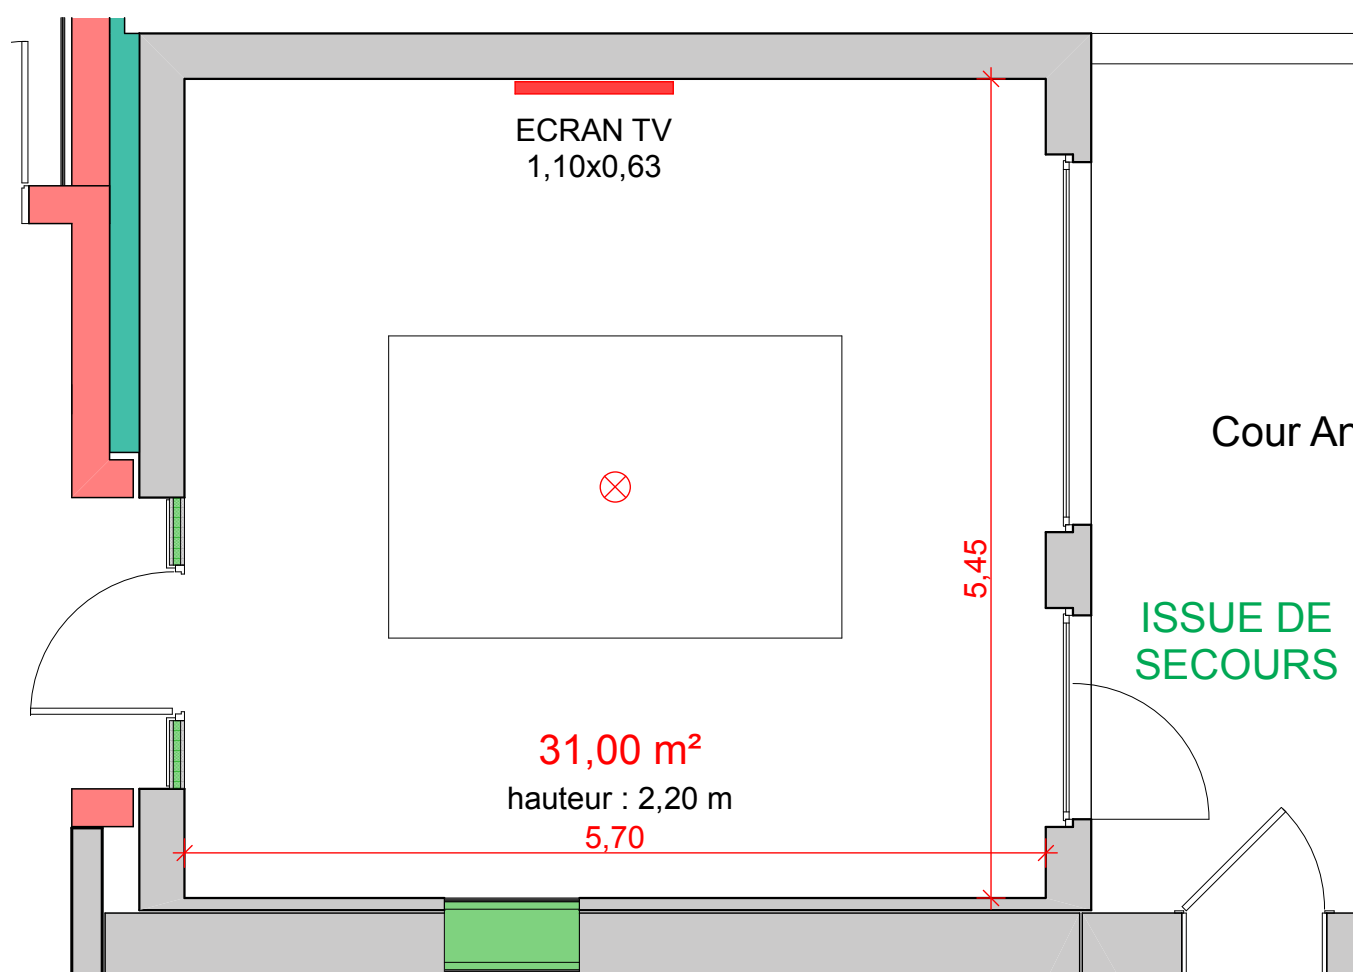 ECRAN TV
1,10x0,63
Cour An
5,45
ISSUE DE
SECOURS
31,00 m²
hauteur : 2,20 m
5,70